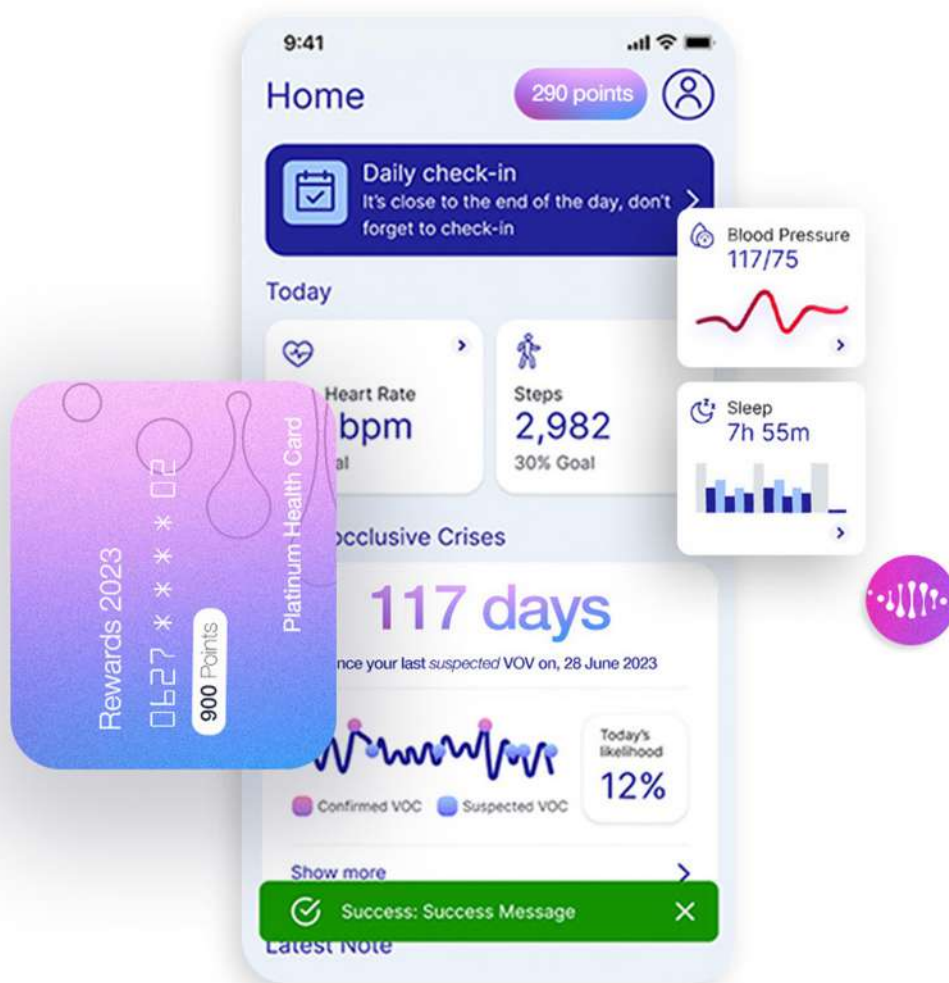 9:41
Home
290 points
Daily check-in
It's close to the end of the day, don't
forget to check-in
Blood Pressure
117/75
Today
Heart Rate
bpm
Steps
2,982
30% Goal
Sleep
7h 55m
Rewards 2023
0627 * * * * 02
900 Points
Platinum Health Card
occlusive Crises
117 days
nce your last suspected VOV on, 28 June 2023
Today's
likelihood
12%
Confirmed VOC
Suspected VOC
Show more
Success: Success Message
Latest Note